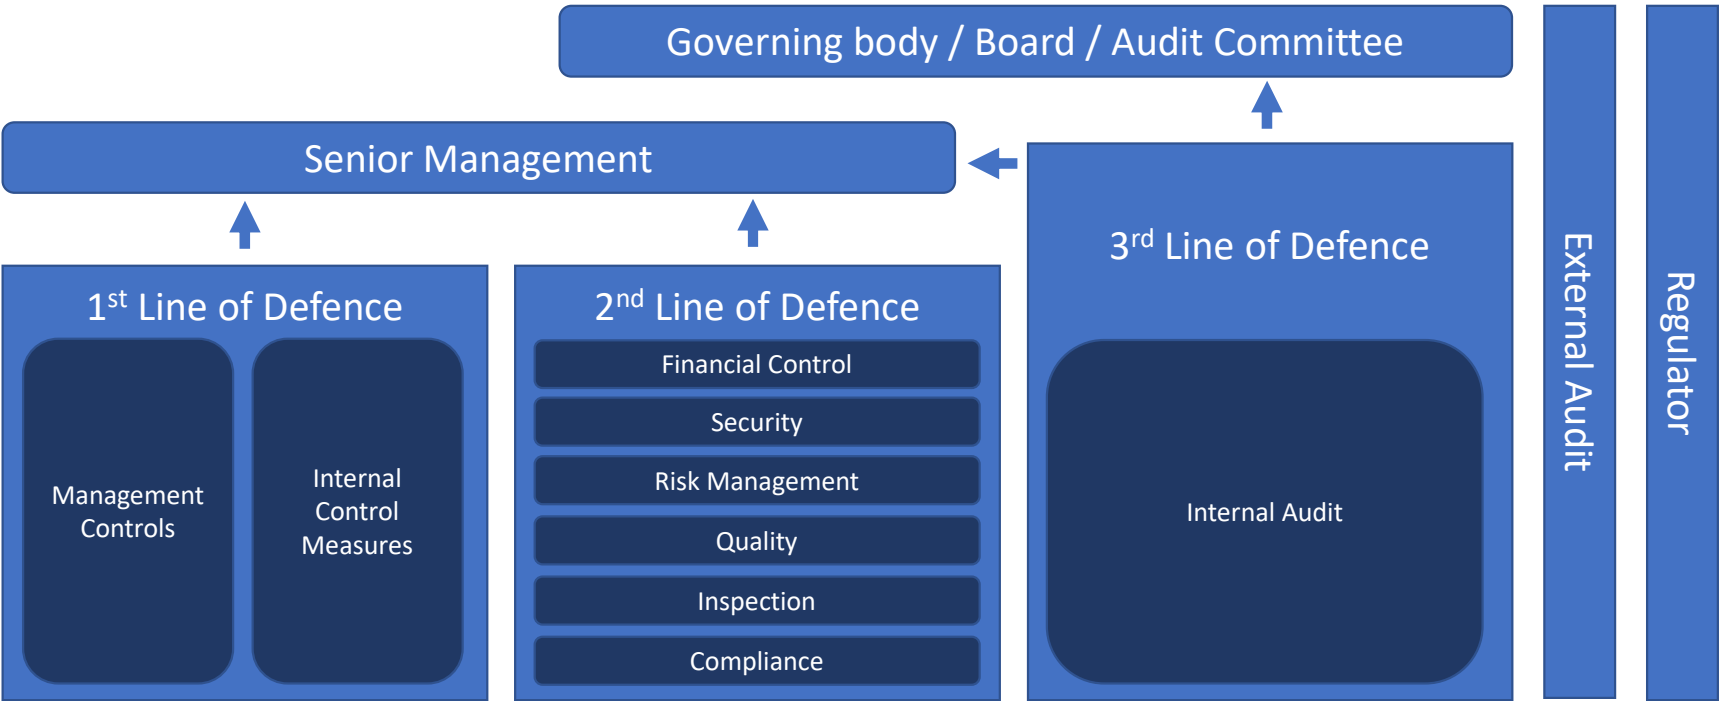 Governing body / Board / Audit Committee
Senior Management
1st Line of Defence
Management
Controls
Internal
Control
Measures
2nd Line of Defence
Financial Control
Security
Risk Management
Quality
Inspection
Compliance
3rd Line of Defence
Internal Audit
External Audit
Regulator